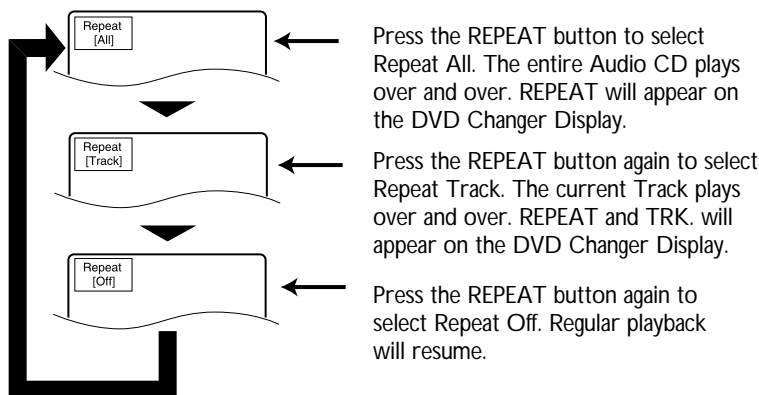 Repeat
[All]
Press the REPEAT button to select
Repeat All. The entire Audio CD plays
over and over. REPEAT will appear on
the DVD Changer Display.
Repeat
[Track]
Press the REPEAT button again to select
Repeat Track. The current Track plays
over and over. REPEAT and TRK. will
appear on the DVD Changer Display.
Repeat
[Off]
Press the REPEAT button again to
select Repeat Off. Regular playback
will resume.